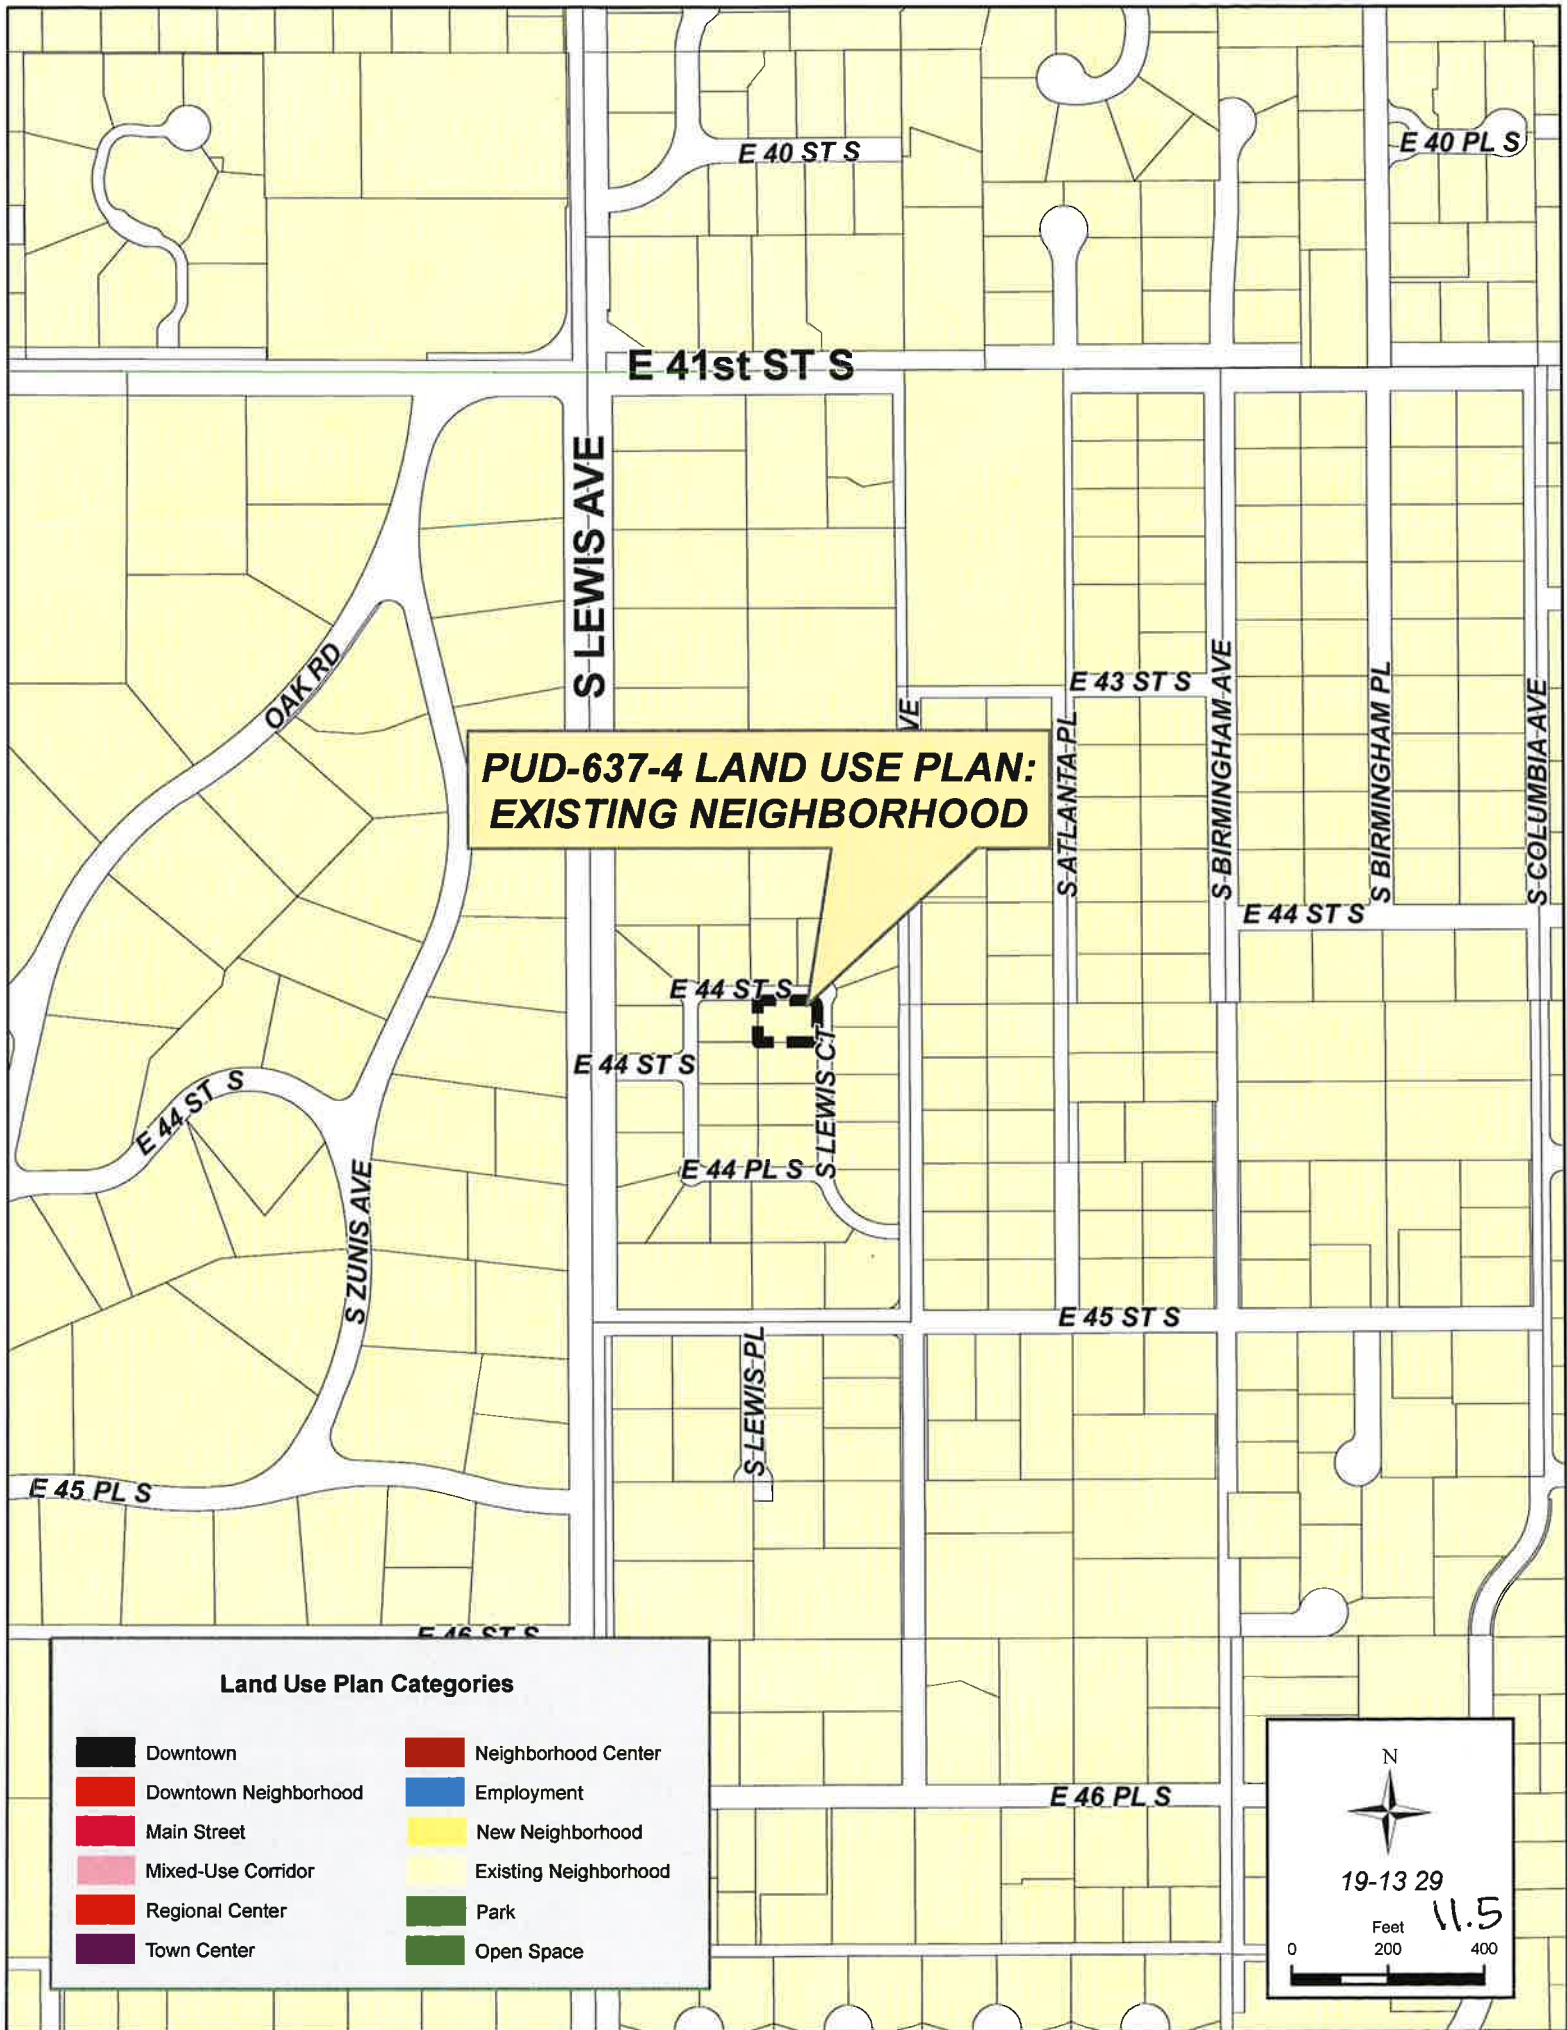 E 40 ST S
E 40 PL S
E 41st ST S
S LEWIS AVE
OAK RD
E 43 ST S
VE
PUD-637-4 LAND USE PLAN:
EXISTING NEIGHBORHOOD
S ATLANTA PL
S BIRMINGHAM AVE
S BIRMINGHAM PL
S COLUMBIA AVE
E 44 ST S
E 44 ST S
E 44 ST S
E 44 ST S
S LEWIS CT
E 44 PL S
S ZUNIS AVE
E 45 ST S
S LEWIS PL
E 45 PL S
E 46 ST S
Land Use Plan Categories
Downtown
Downtown Neighborhood
Main Street
Mixed-Use Corridor
Regional Center
Town Center
Neighborhood Center
Employment
New Neighborhood
Existing Neighborhood
Park
Open Space
E 46 PL S
N
19-13 29
11.5
Feet
0 200 400